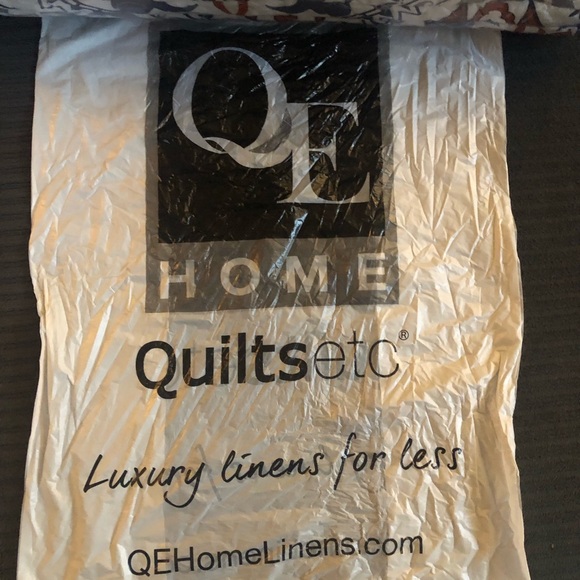 QE
HOME
Quiltsetc®
Luxury linens for less
QEHomeLinens.com